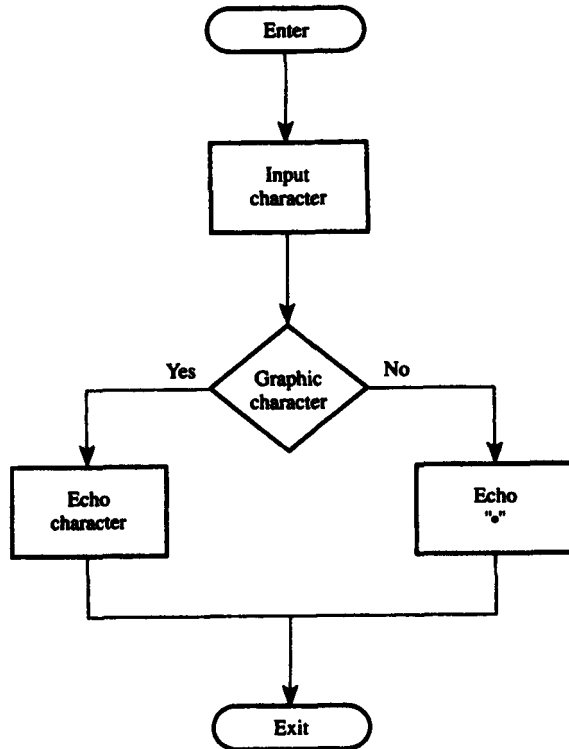 Enter
Input
character
Graphic
character
Yes
No
Echo
character
Echo
"•"
Exit